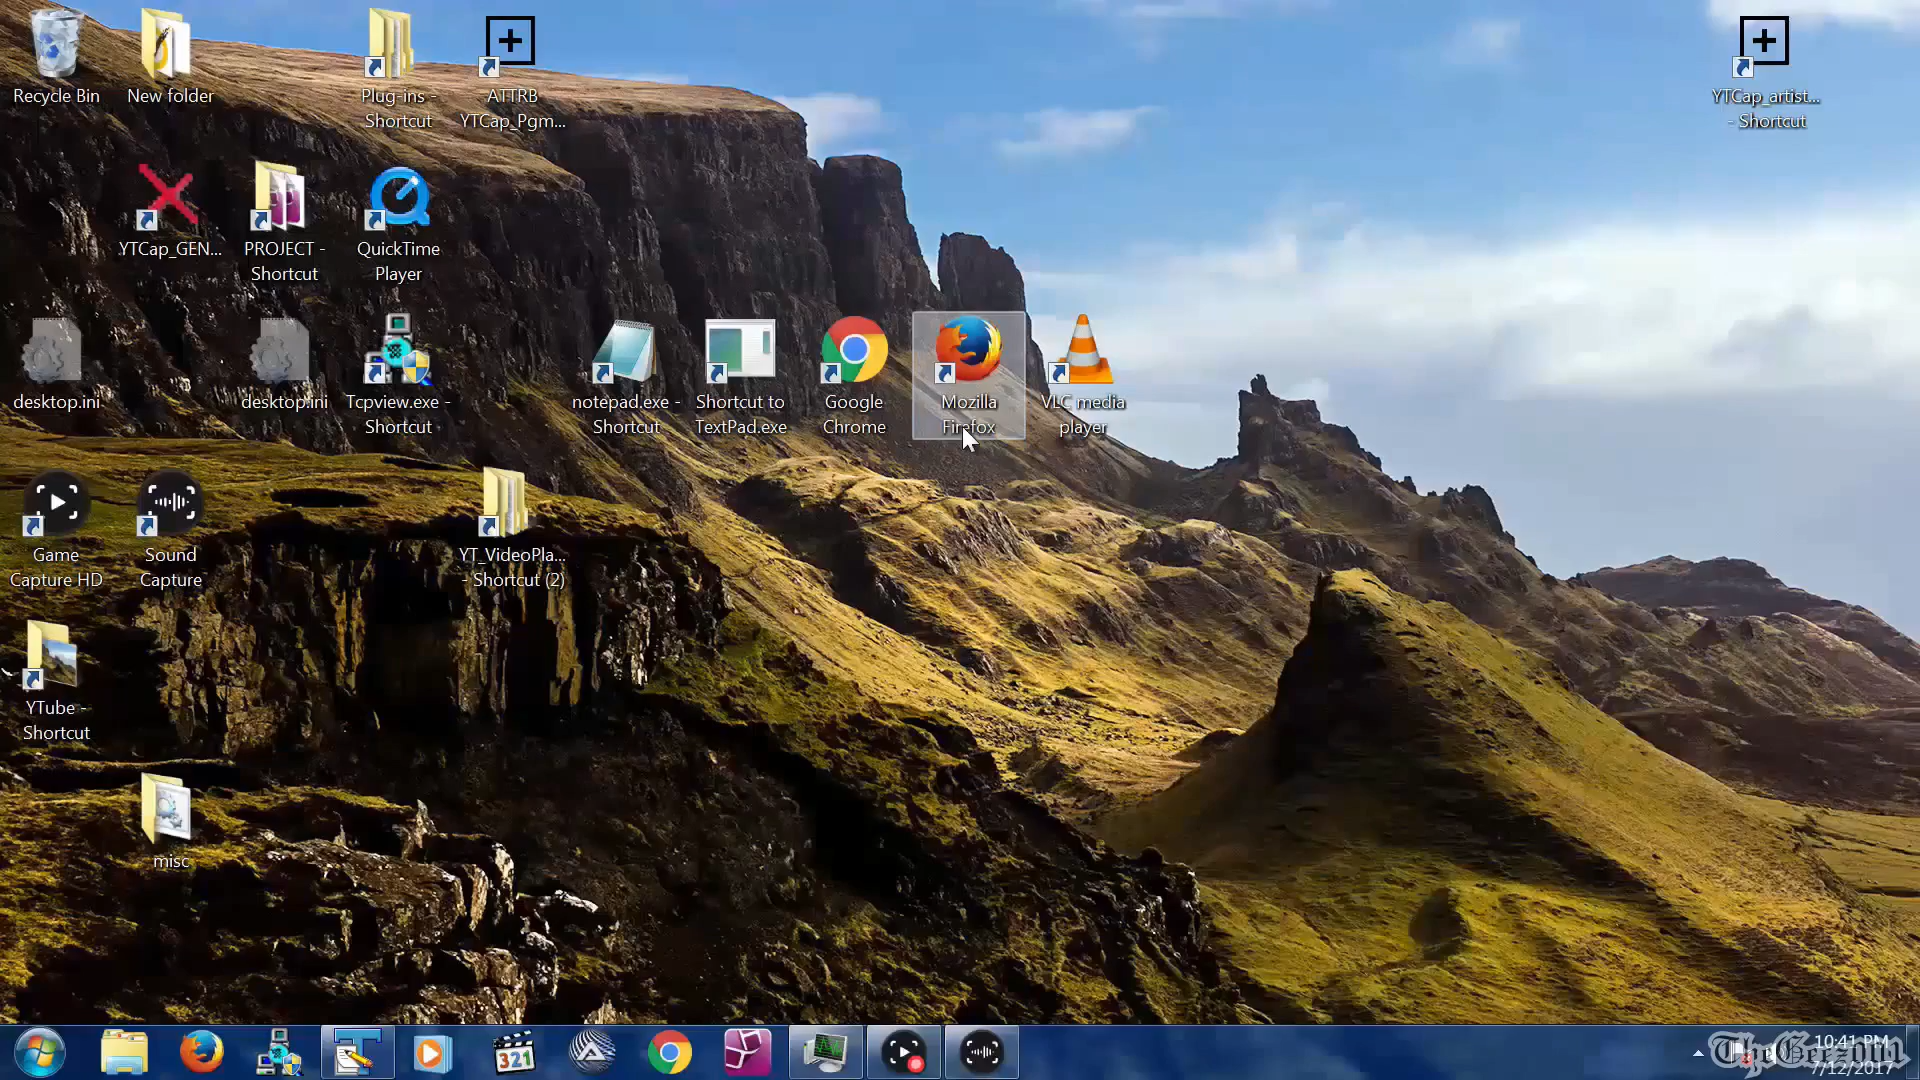 Recycle Bin
New folder
Plug-ins -
Shortcut
ATTRB
YTCap_Pgm...
YTCap_artist...
- Shortcut
YTCap_GEN...
PROJECT -
Shortcut
QuickTime
Player
desktop.ini
desktop.ini
Tcpview.exe -
Shortcut
notepad.exe -
Shortcut
Shortcut to
TextPad.exe
Google
Chrome
Mozilla
Firefox
VLC media
player
Game
Capture HD
Sound
Capture
YT_VideoPla...
- Shortcut (2)
YTube -
Shortcut
misc
321
10:41 PM
7/12/2017